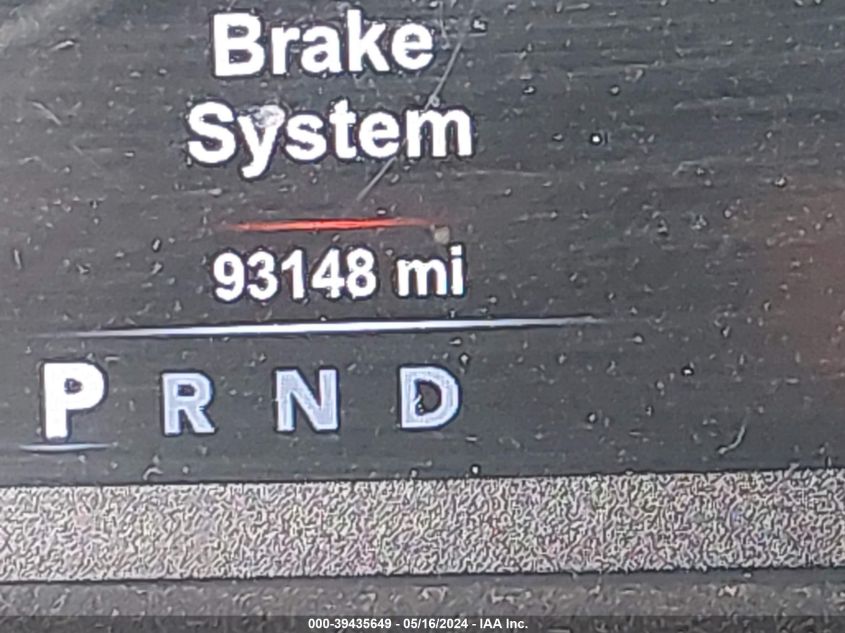 Brake
System
93148 mi
P R N D
000-39435649 - 05/16/2024 - IAA Inc.